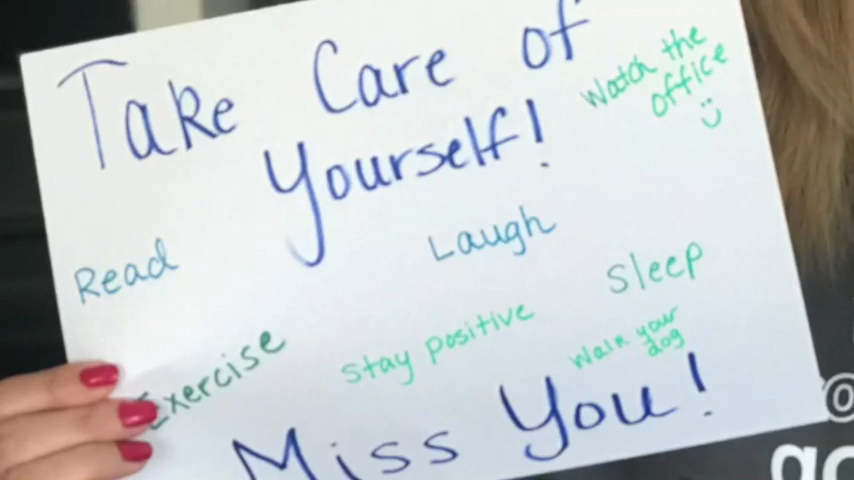 Take Care of
Yourself!
Watch the
office
Read
Laugh
Sleep
Exercise
Stay positive
Walk your
dog
Miss You!